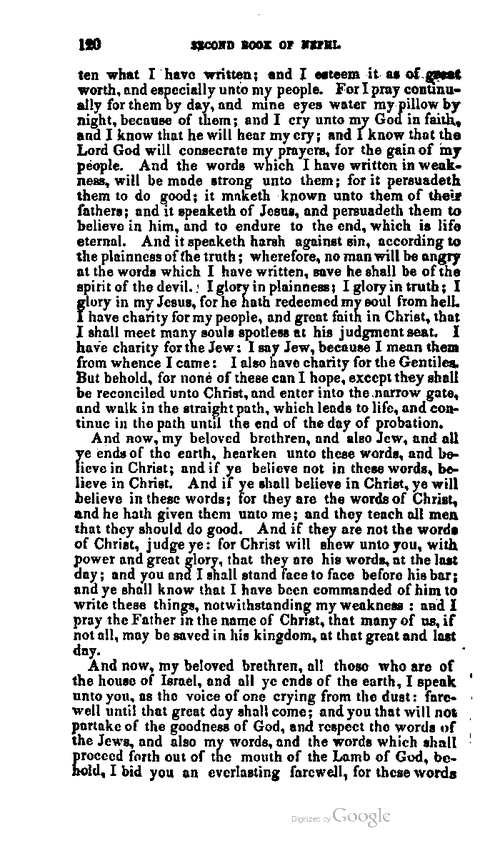 120 SECOND BOOK OF NEPHI.
ten what I have written; and I esteem it as of great
worth, and especially unto my people. For I pray continu-
ally for them by day, and mine eyes water my pillow by
night, because of them; and I cry unto my God in faith,
and I know that he will hear my cry; and I know that the
Lord God will consecrate my prayers, for the gain of my
people. And the words which I have written in weak-
ness, will be made strong unto them; for it persuadeth
them to do good; it maketh known unto them of their
fathers; and it speaketh of Jesus, and persuadeth them to
believe in him, and to endure to the end, which is life
eternal. And it speaketh harsh against sin, according to
the plainness of the truth; wherefore, no man will be angry
at the words which I have written, save he shall be of the
spirit of the devil. I glory in plainness; I glory in truth; I
glory in my Jesus, for he hath redeemed my soul from hell.
I have charity for my people, and great faith in Christ, that
I shall meet many souls spotless at his judgment seat. I
have charity for the Jew: I say Jew, because I mean them
from whence I came: I also have charity for the Gentiles.
But behold, for none of these can I hope, except they shall
be reconciled unto Christ, and enter into the narrow gate,
and walk in the straight path, which leads to life, and con-
tinue in the path until the end of the day of probation.
And now, my beloved brethren, and also Jew, and all
ye ends of the earth, hearken unto these words, and be-
lieve in Christ; and if ye believe not in these words, be-
lieve in Christ. And if ye shall believe in Christ, ye will
believe in these words; for they are the words of Christ,
and he hath given them unto me; and they teach all men
that they should do good. And if they are not the words
of Christ, judge ye: for Christ will shew unto you, with
power and great glory, that they are his words, at the last
day; and you and I shall stand face to face before his bar;
and ye shall know that I have been commanded of him to
write these things, notwithstanding my weakness: and I
pray the Father in the name of Christ, that many of us, if
not all, may be saved in his kingdom, at that great and last
day.
And now, my beloved brethren, all those who are of
the house of Israel, and all ye ends of the earth, I speak
unto you, as the voice of one crying from the dust: fare-
well until that great day shall come; and you that will not
partake of the goodness of God, and respect the words of
the Jews, and also my words, and the words which shall
proceed forth out of the mouth of the Lamb of God, be-
hold, I bid you an everlasting farewell, for these words
Digitized by Google